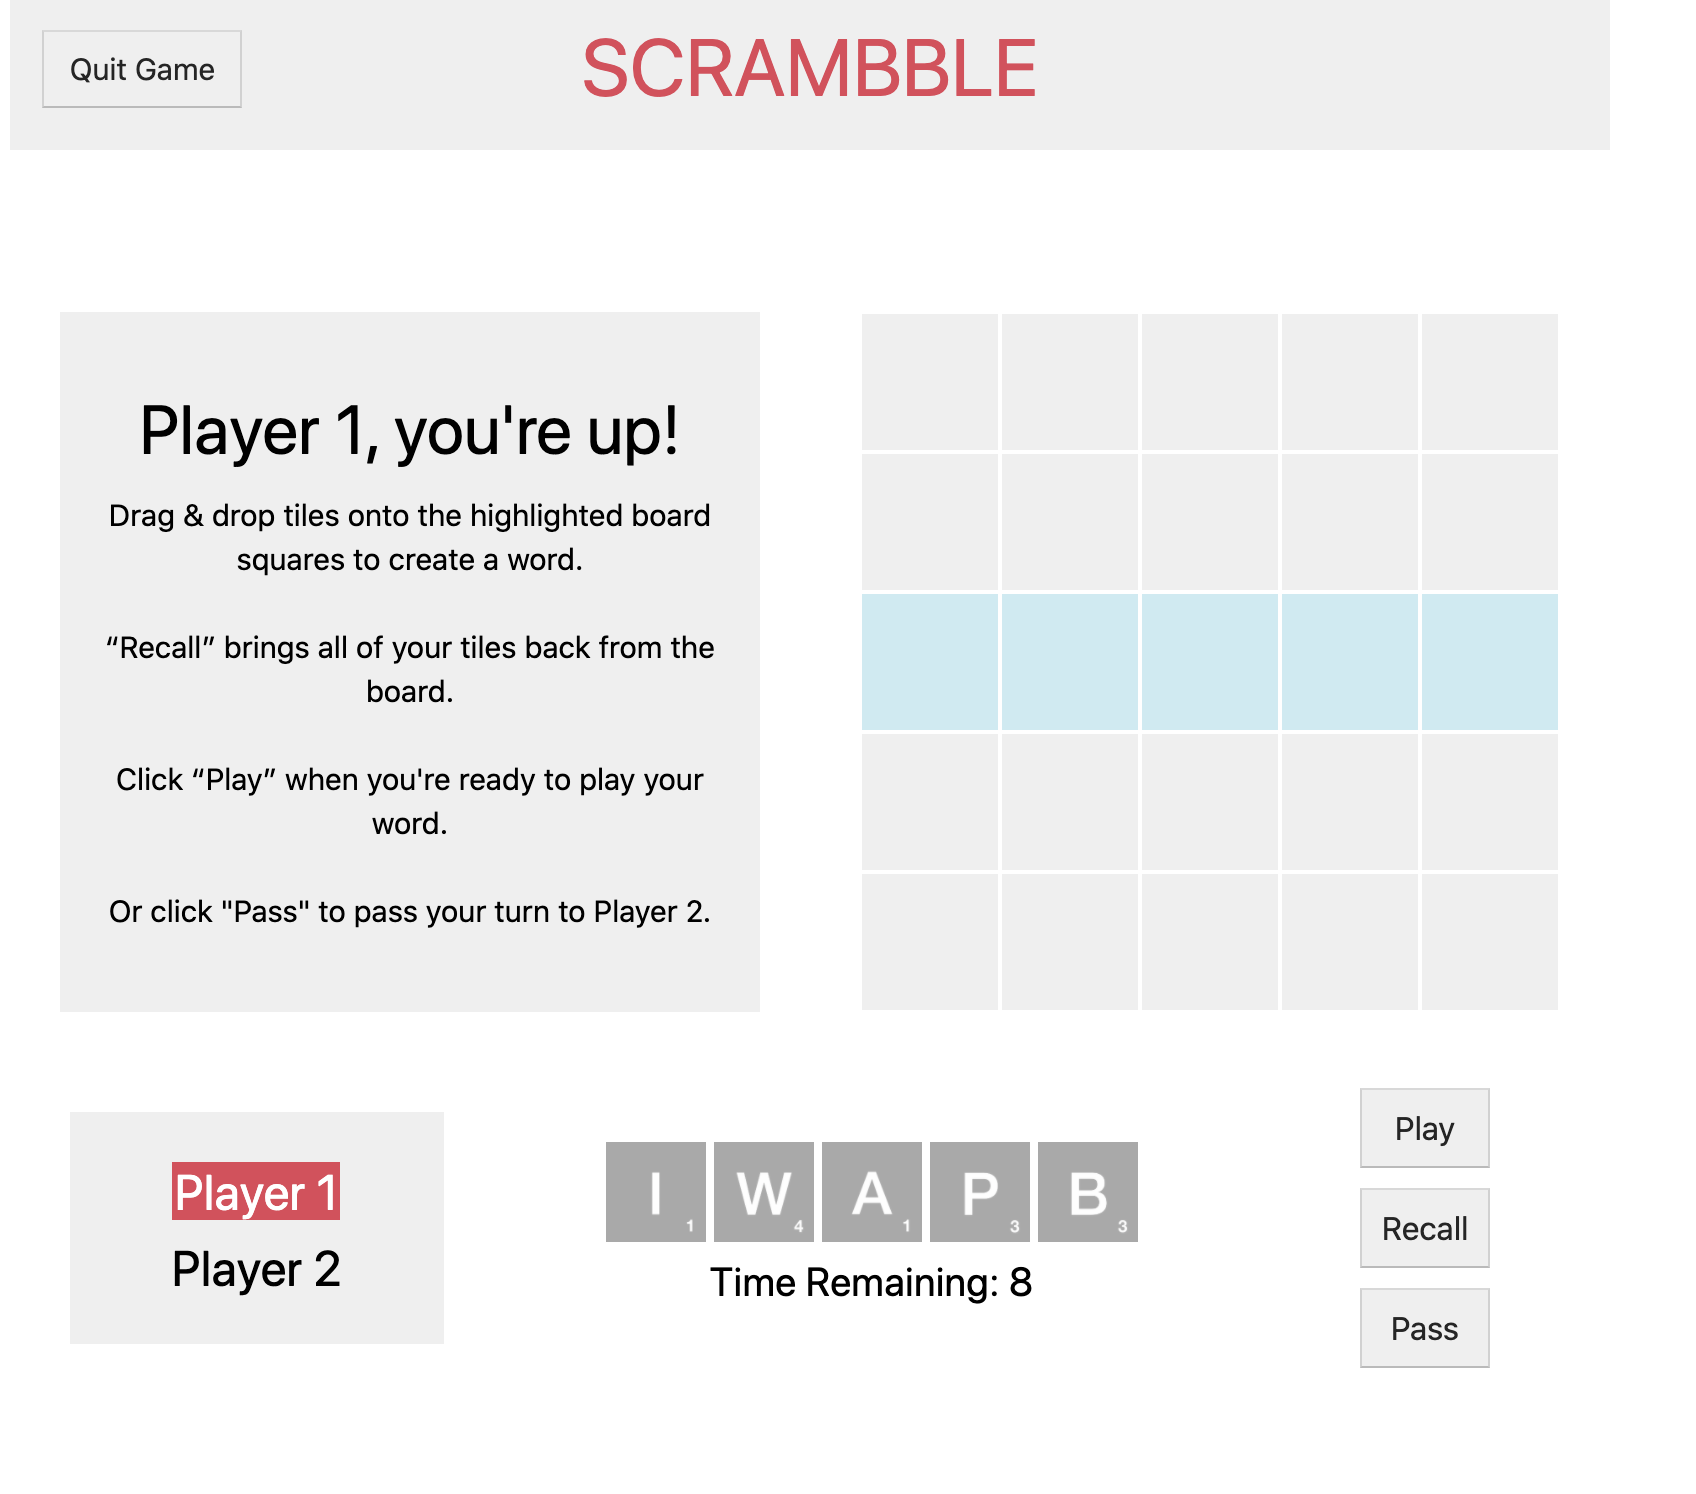 Quit Game
SCRAMBBLE
Player 1, you're up!
Drag & drop tiles onto the highlighted board
squares to create a word.
“Recall” brings all of your tiles back from the
board.
Click “Play” when you're ready to play your
word.
Or click "Pass" to pass your turn to Player 2.
Player 1
Player 2
I 1 W 4 A 1 P 3 B 3
Time Remaining: 8
Play
Recall
Pass